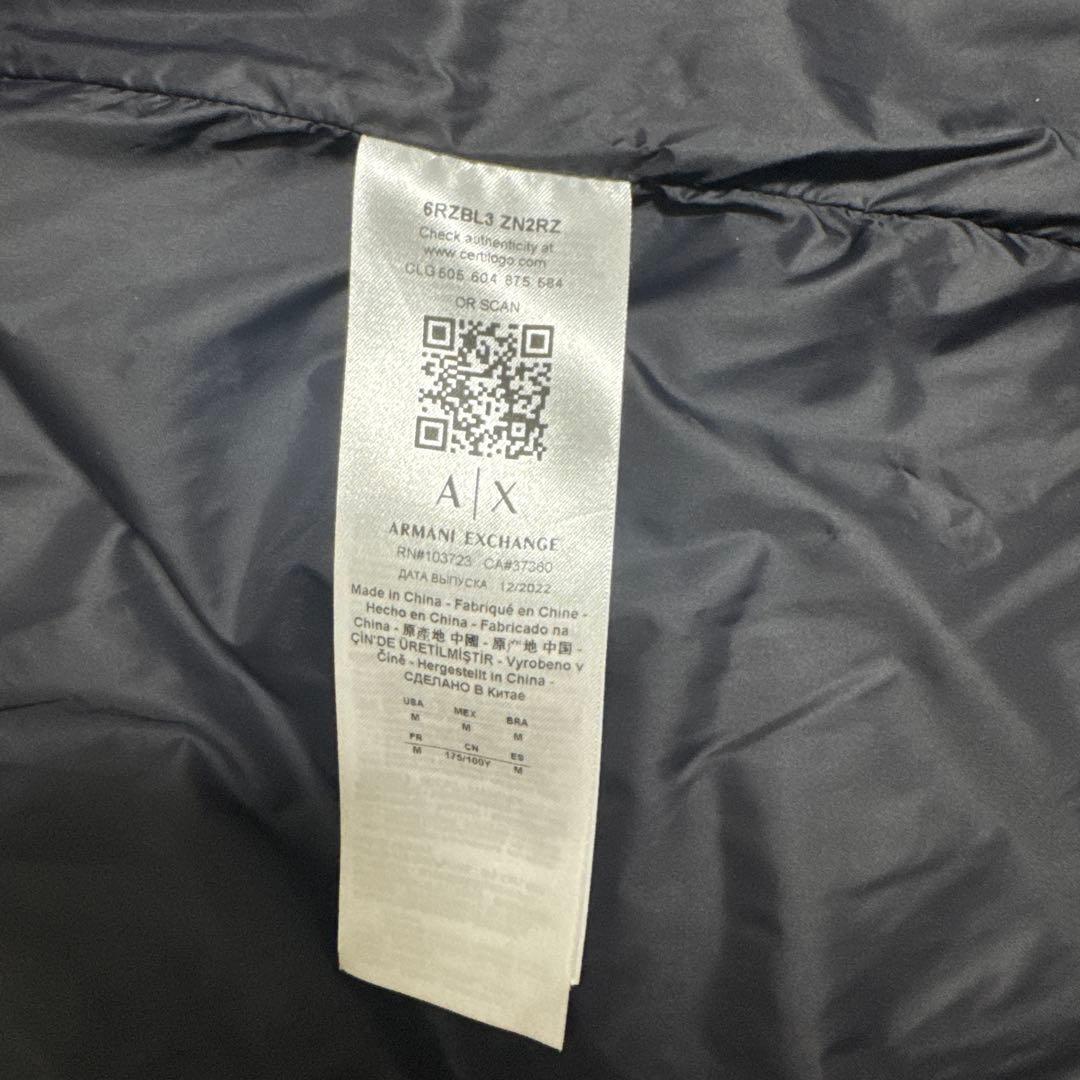 6RZBL3 ZN2RZ
Check authenticity at
www.certilogo.com
CLG 505 604 875 584
OR SCAN
A|X
ARMANI EXCHANGE
RN#103723 CA#37360
ДАТА ВЫПУСКА 12/2022
Made in China - Fabriqué en Chine -
Hecho en China - Fabricado na
China - 原產地 中國 - 原产地 中国 -
ÇİN'DE ÜRETİLMİŞTİR - Vyrobeno v
Číně - Hergestellt in China -
СДЕЛАНО В Китае
USA MEX BRA
M M M
FR CN ES
M 175/100Y M